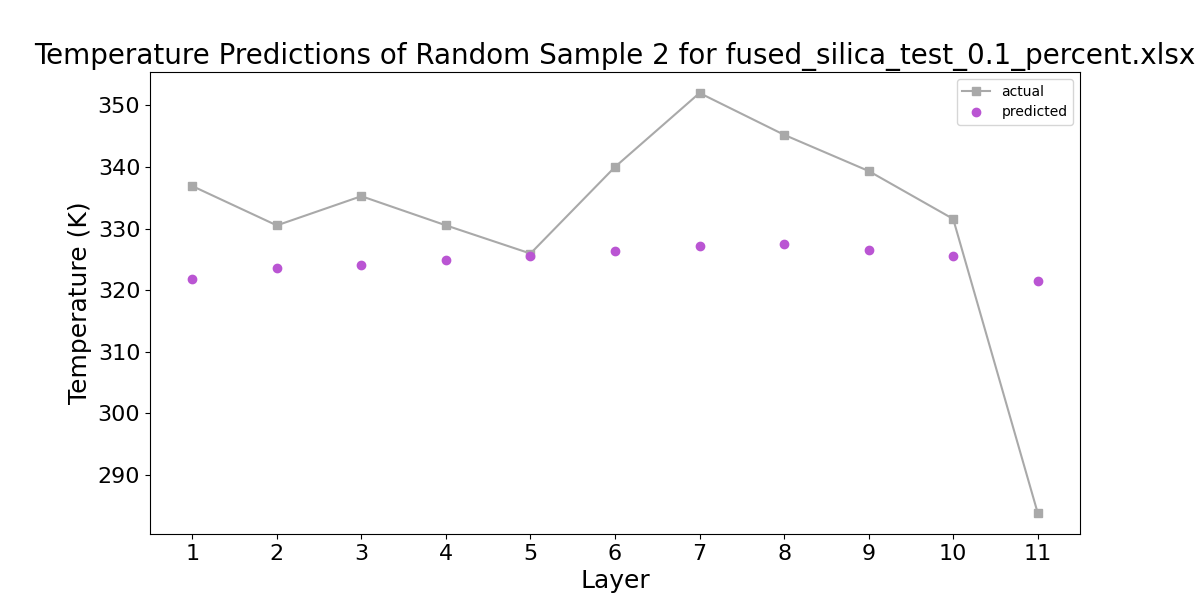 Temperature Predictions of Random Sample 2 for fused_silica_test_0.1_percent.xlsx
actual
predicted
350
340
330
320
310
300
290
Temperature (K)
1 2 3 4 5 6 7 8 9 10 11
Layer